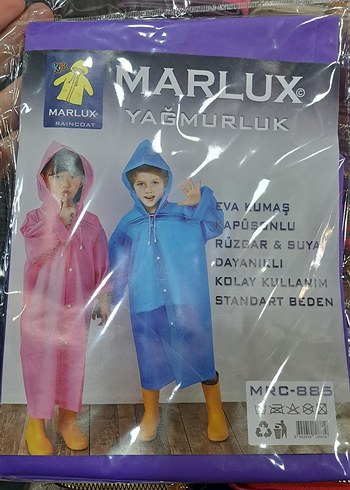 MARLUX
RAINCOAT
MARLUX©
YAĞMURLUK
EVA KUMAŞ
KAPÜŞONLU
RÜZGAR & SUYA
DAYANIKLI
KOLAY KULLANIM
STANDART BEDEN
MRC-885